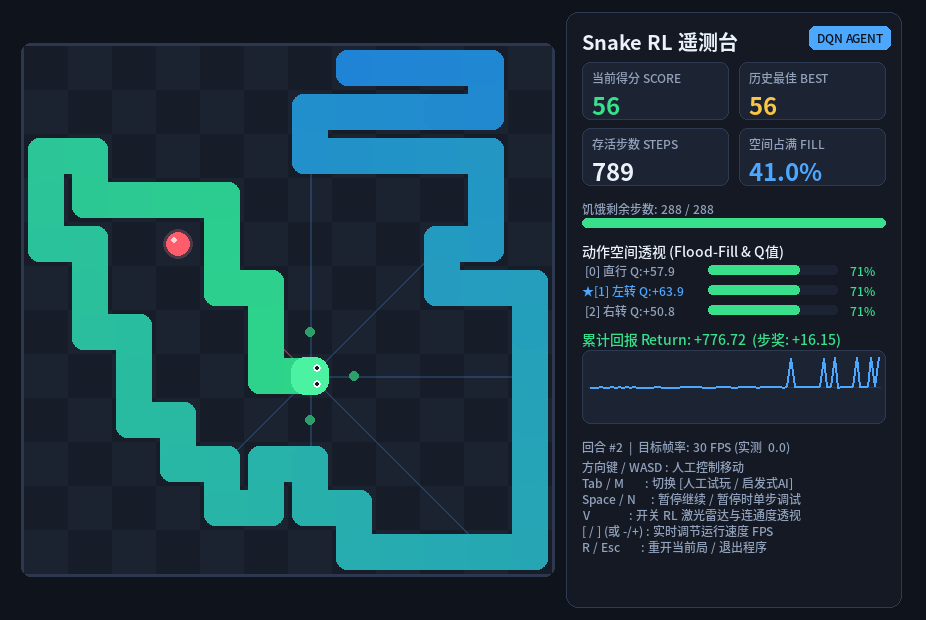 Snake RL 遥测台
DQN AGENT
当前得分 SCORE
56
历史最佳 BEST
56
存活步数 STEPS
789
空间占满 FILL
41.0%
饥饿剩余步数: 288 / 288
动作空间透视 (Flood-Fill & Q值)
[0] 直行 Q:+57.9 71%
★[1] 左转 Q:+63.9 71%
[2] 右转 Q:+50.8 71%
累计回报 Return: +776.72 (步奖: +16.15)
回合 #2 | 目标帧率: 30 FPS (实测 0.0)
方向键 / WASD : 人工控制移动
Tab / M : 切换 [人工试玩 / 启发式AI]
Space / N : 暂停继续 / 暂停时单步调试
V : 开关 RL 激光雷达与连通度透视
[ / ] (或 -/+) : 实时调节运行速度 FPS
R / Esc : 重开当前局 / 退出程序